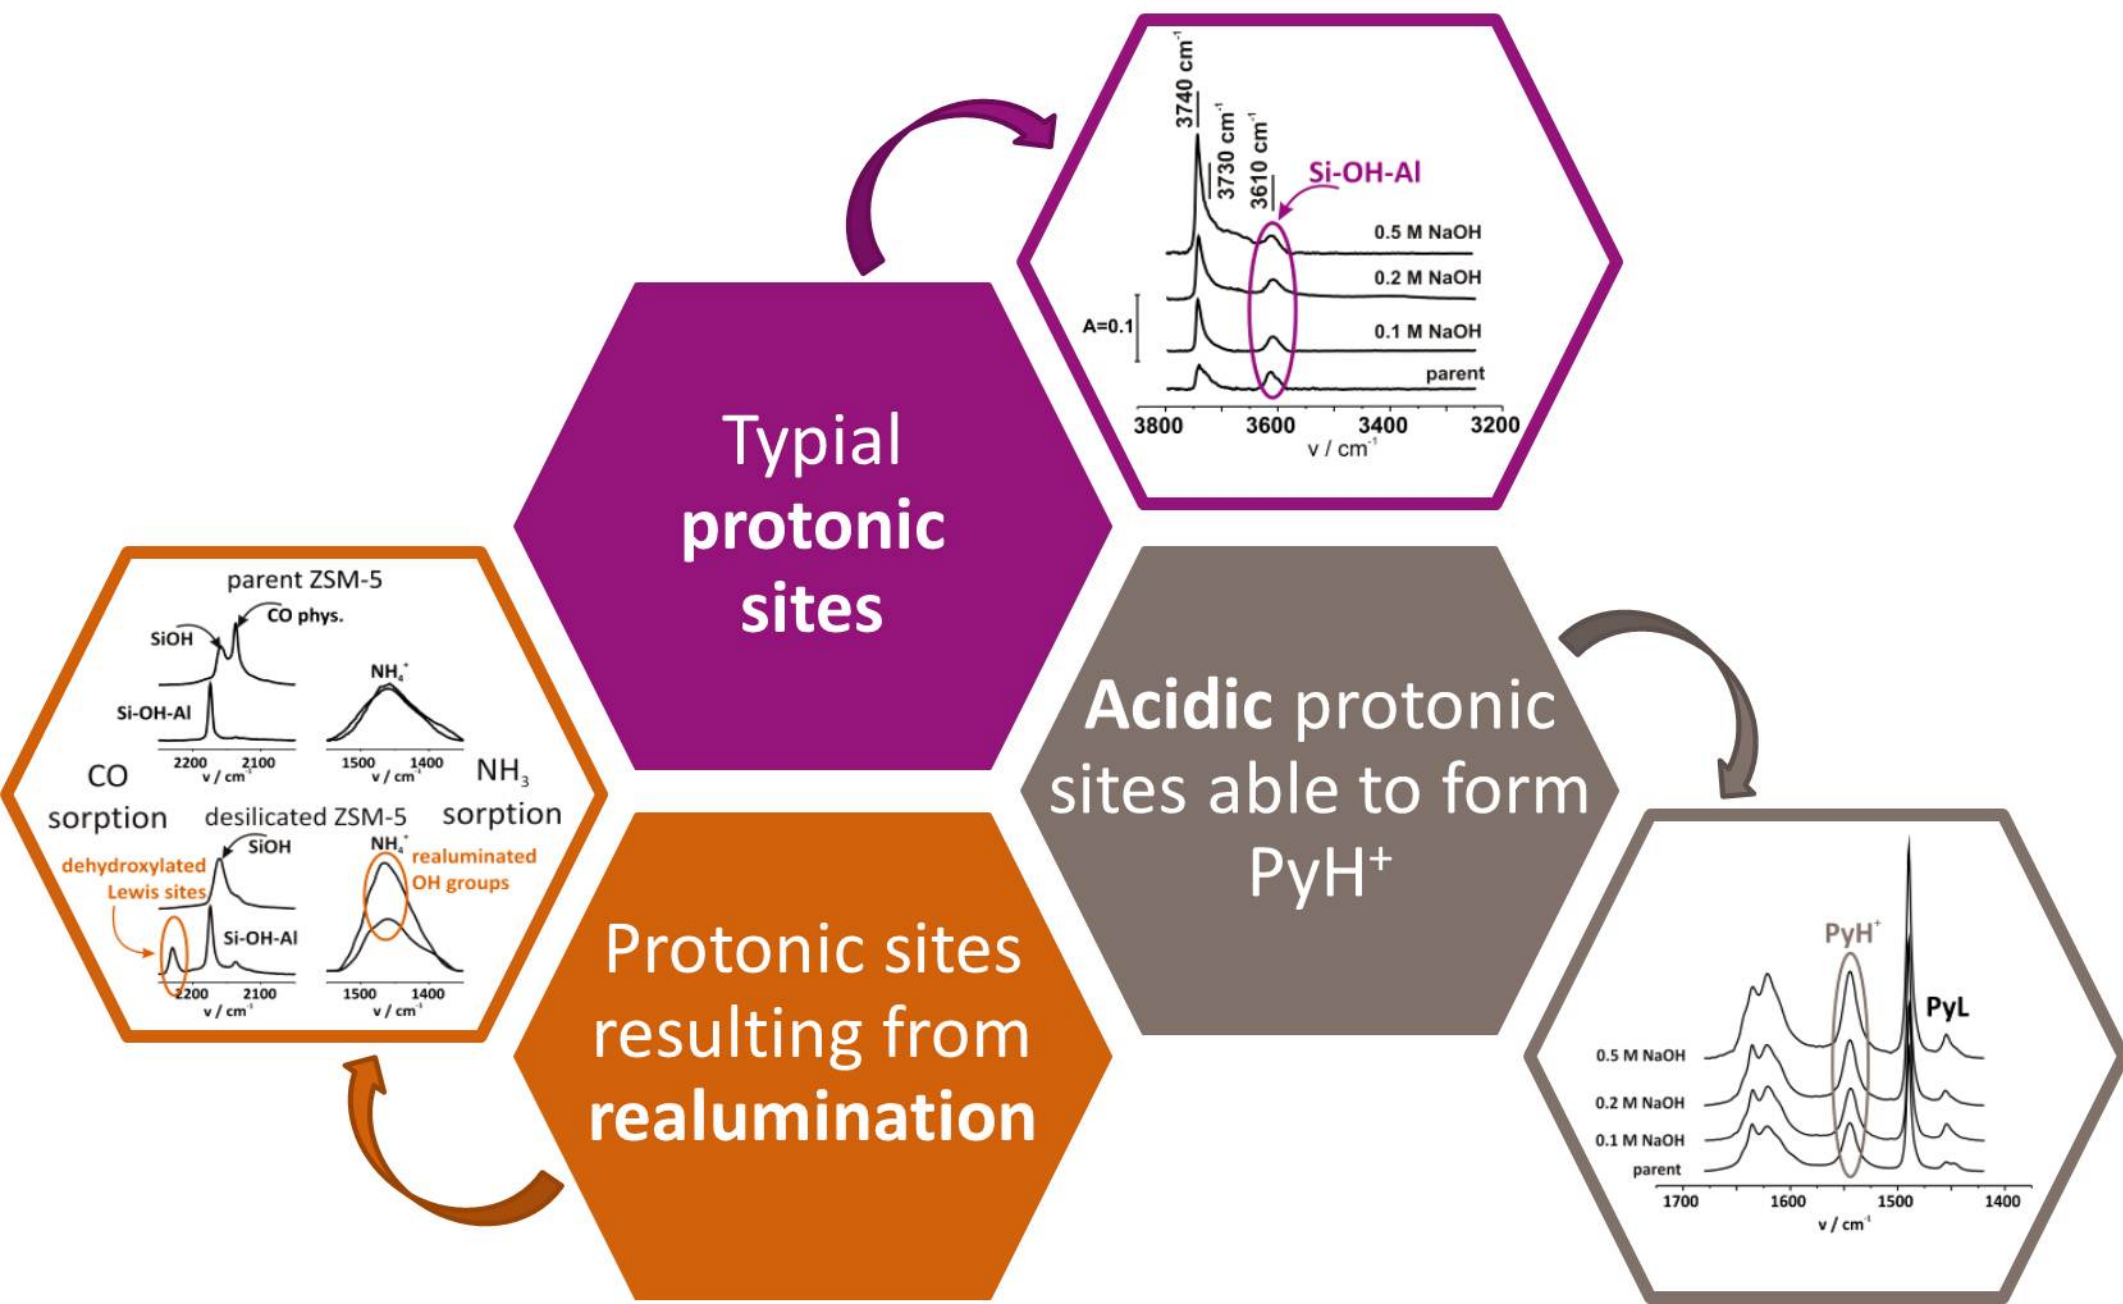 3740 cm⁻¹
3730 cm⁻¹
3610 cm⁻¹
Si-OH-Al
0.5 M NaOH
0.2 M NaOH
A=0.1
0.1 M NaOH
parent
3800 3600 3400 3200
ν / cm⁻¹
Typial
protonic
sites
Acidic protonic
sites able to form
PyH⁺
PyH⁺
PyL
0.5 M NaOH
0.2 M NaOH
0.1 M NaOH
parent
1700 1600 1500 1400
ν / cm⁻¹
Protonic sites
resulting from
realumination
parent ZSM-5
CO phys.
SiOH
NH₄⁺
Si-OH-Al
2200 2100
ν / cm⁻¹
1500 1400
ν / cm⁻¹
CO
sorption
NH₃
sorption
desilicated ZSM-5
SiOH
NH₄⁺
realuminated
OH groups
dehydroxylated
Lewis sites
Si-OH-Al
2200 2100
ν / cm⁻¹
1500 1400
ν / cm⁻¹